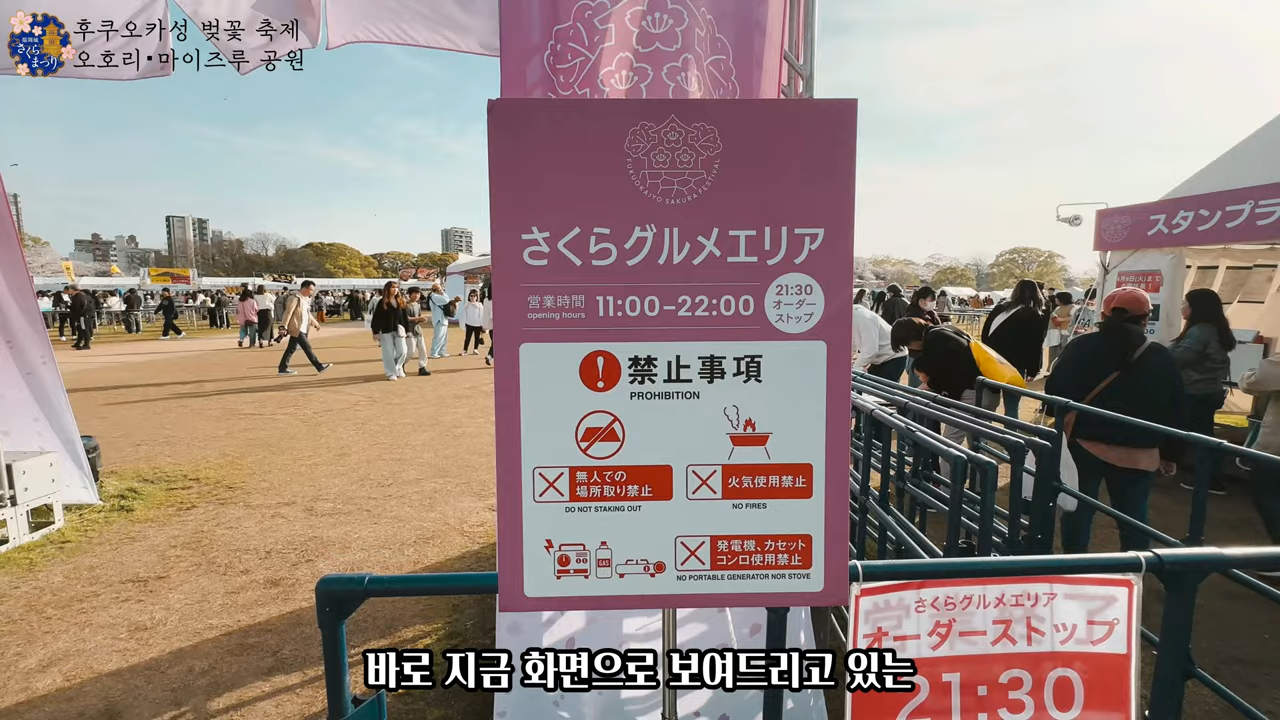 후쿠오카성 벚꽃 축제
오호리·마이즈루 공원
福岡城
さくら
まつり
FUKUOKAJYO SAKURA FESTIVAL
さくらグルメエリア
営業時間
opening hours
11:00-22:00
21:30
オーダー
ストップ
禁止事項
PROHIBITION
無人での
場所取り禁止
DO NOT STAKING OUT
火気使用禁止
NO FIRES
GAS
発電機、カセット
コンロ使用禁止
NO PORTABLE GENERATOR NOR STOVE
スタンプラ
さくらグルメエリア
オーダーストップ
21:30
바로 지금 화면으로 보여드리고 있는